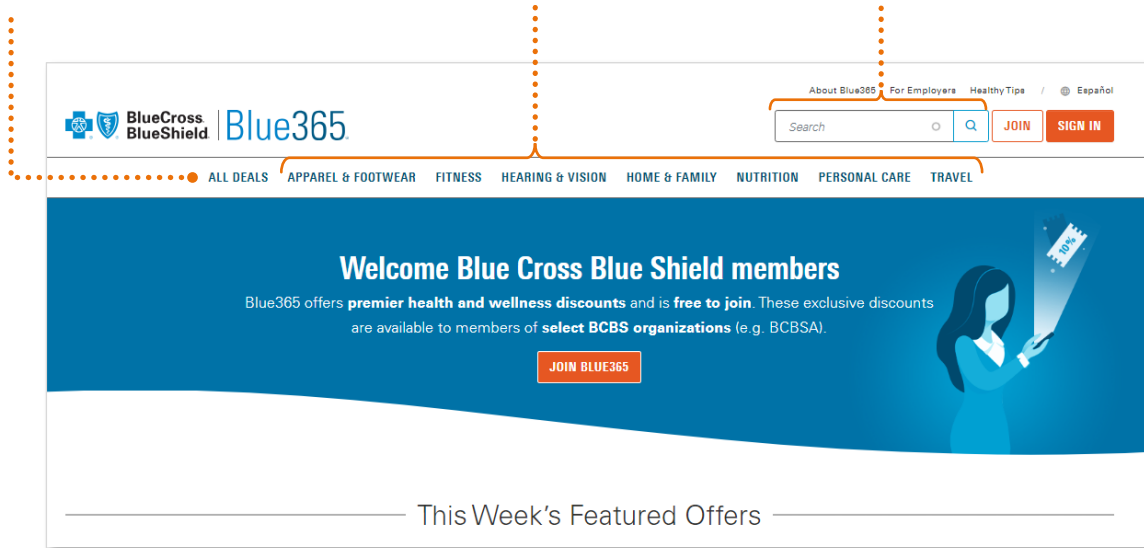 About Blue365 For Employers Healthy Tips / Español
BlueCross
BlueShield
Blue365.
Search
JOIN
SIGN IN
ALL DEALS APPAREL & FOOTWEAR FITNESS HEARING & VISION HOME & FAMILY NUTRITION PERSONAL CARE TRAVEL
10%
Welcome Blue Cross Blue Shield members
Blue365 offers premier health and wellness discounts and is free to join. These exclusive discounts
are available to members of select BCBS organizations (e.g. BCBSA).
JOIN BLUE365
This Week's Featured Offers